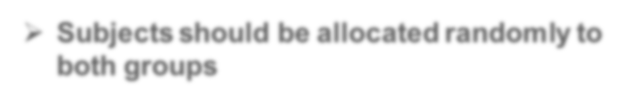 ➢ Subjects should be allocated randomly to
both groups